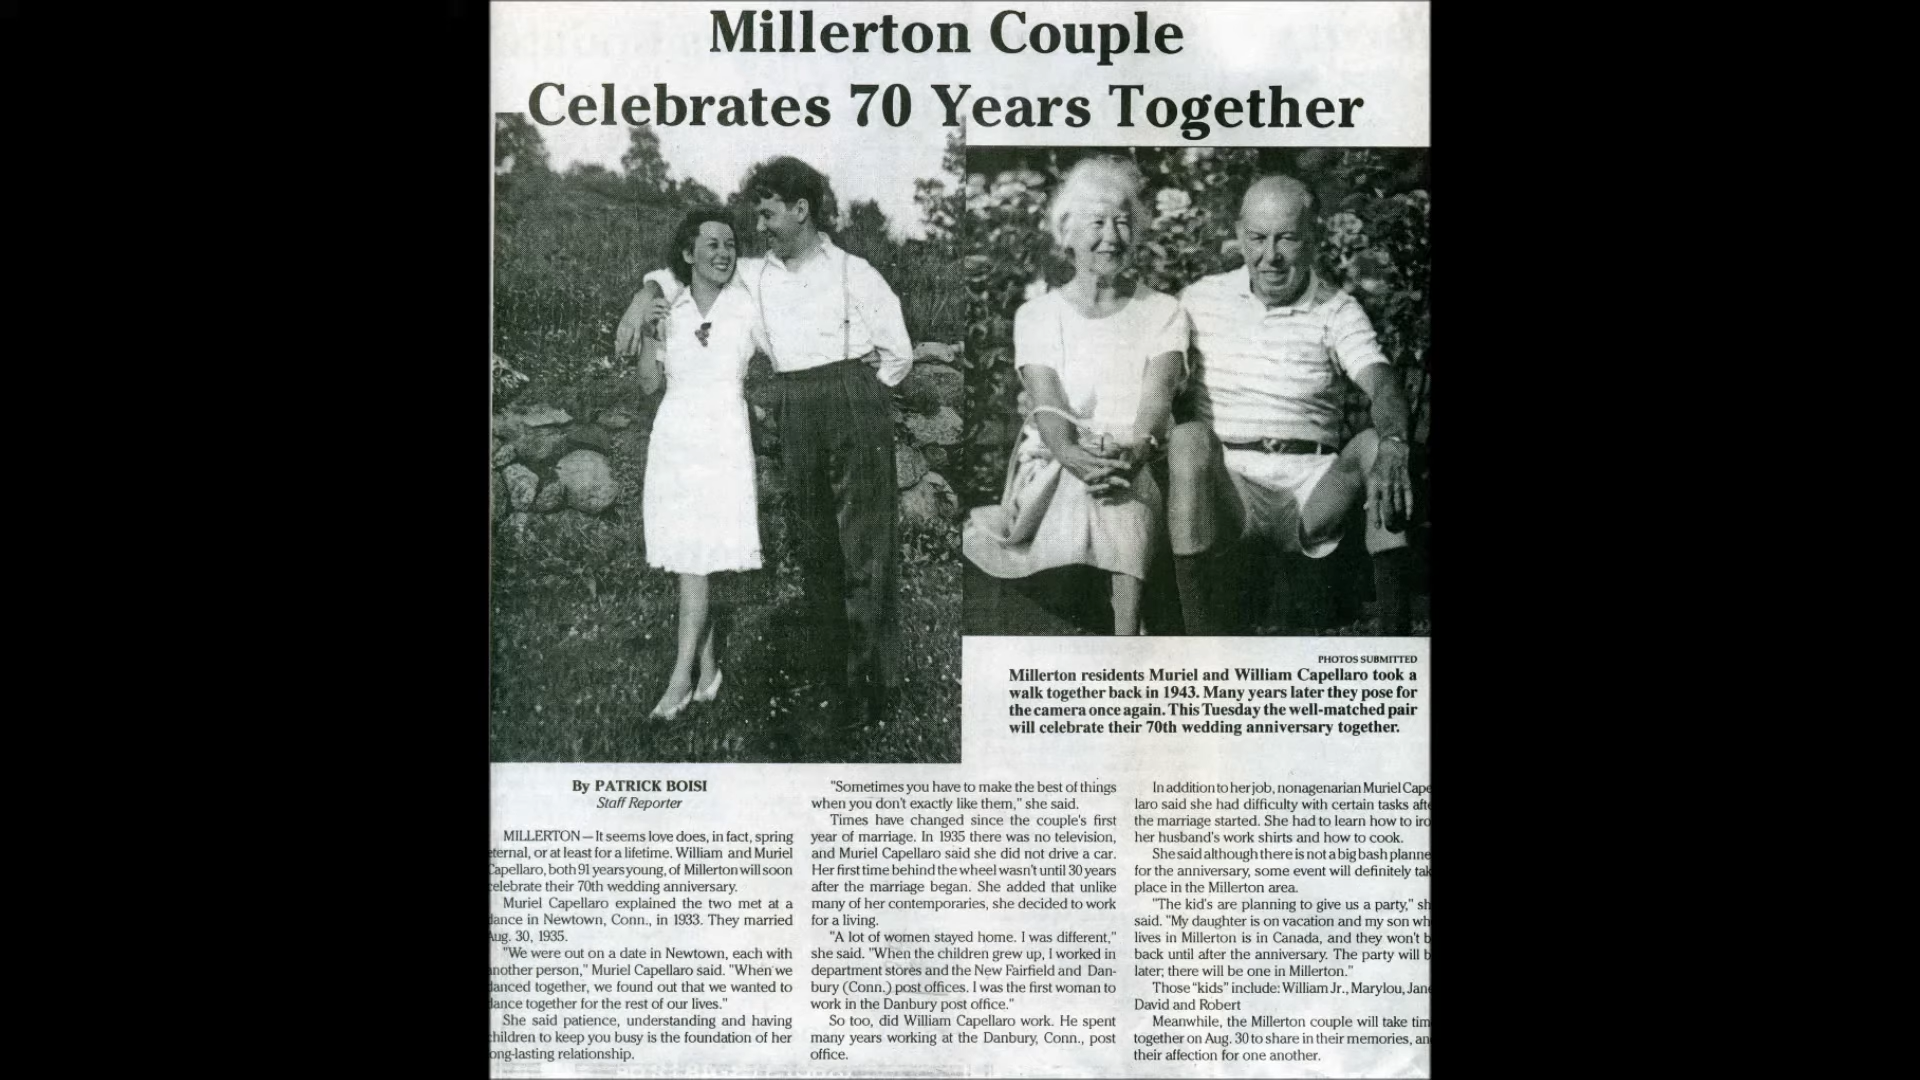 Millerton Couple
Celebrates 70 Years Together
PHOTOS SUBMITTED
Millerton residents Muriel and William Capellaro took a
walk together back in 1943. Many years later they pose for
the camera once again. This Tuesday the well-matched pair
will celebrate their 70th wedding anniversary together.
By PATRICK BOISI
Staff Reporter
MILLERTON—It seems love does, in fact, spring
eternal, or at least for a lifetime. William and Muriel
Capellaro, both 91 years young, of Millerton will soon
celebrate their 70th wedding anniversary.
Muriel Capellaro explained the two met at a
dance in Newtown, Conn., in 1933. They married
Aug. 30, 1935.
"We were out on a date in Newtown, each with
another person," Muriel Capellaro said. "When we
danced together, we found out that we wanted to
dance together for the rest of our lives."
She said patience, understanding and having
children to keep you busy is the foundation of her
long-lasting relationship.
"Sometimes you have to make the best of things
when you don't exactly like them," she said.
Times have changed since the couple's first
year of marriage. In 1935 there was no television,
and Muriel Capellaro said she did not drive a car.
Her first time behind the wheel wasn't until 30 years
after the marriage began. She added that unlike
many of her contemporaries, she decided to work
for a living.
"A lot of women stayed home. I was different,"
she said. "When the children grew up, I worked in
department stores and the New Fairfield and Dan-
bury (Conn.) post offices. I was the first woman to
work in the Danbury post office."
So too, did William Capellaro work. He spent
many years working at the Danbury, Conn., post
office.
In addition to her job, nonagenarian Muriel Cape
laro said she had difficulty with certain tasks afte
the marriage started. She had to learn how to iro
her husband's work shirts and how to cook.
She said although there is not a big bash planne
for the anniversary, some event will definitely tak
place in the Millerton area.
"The kid's are planning to give us a party," sh
said. "My daughter is on vacation and my son wh
lives in Millerton is in Canada, and they won't b
back until after the anniversary. The party will b
later; there will be one in Millerton."
Those "kids" include: William Jr., Marylou, Jan
David and Robert
Meanwhile, the Millerton couple will take tim
together on Aug. 30 to share in their memories, an
their affection for one another.